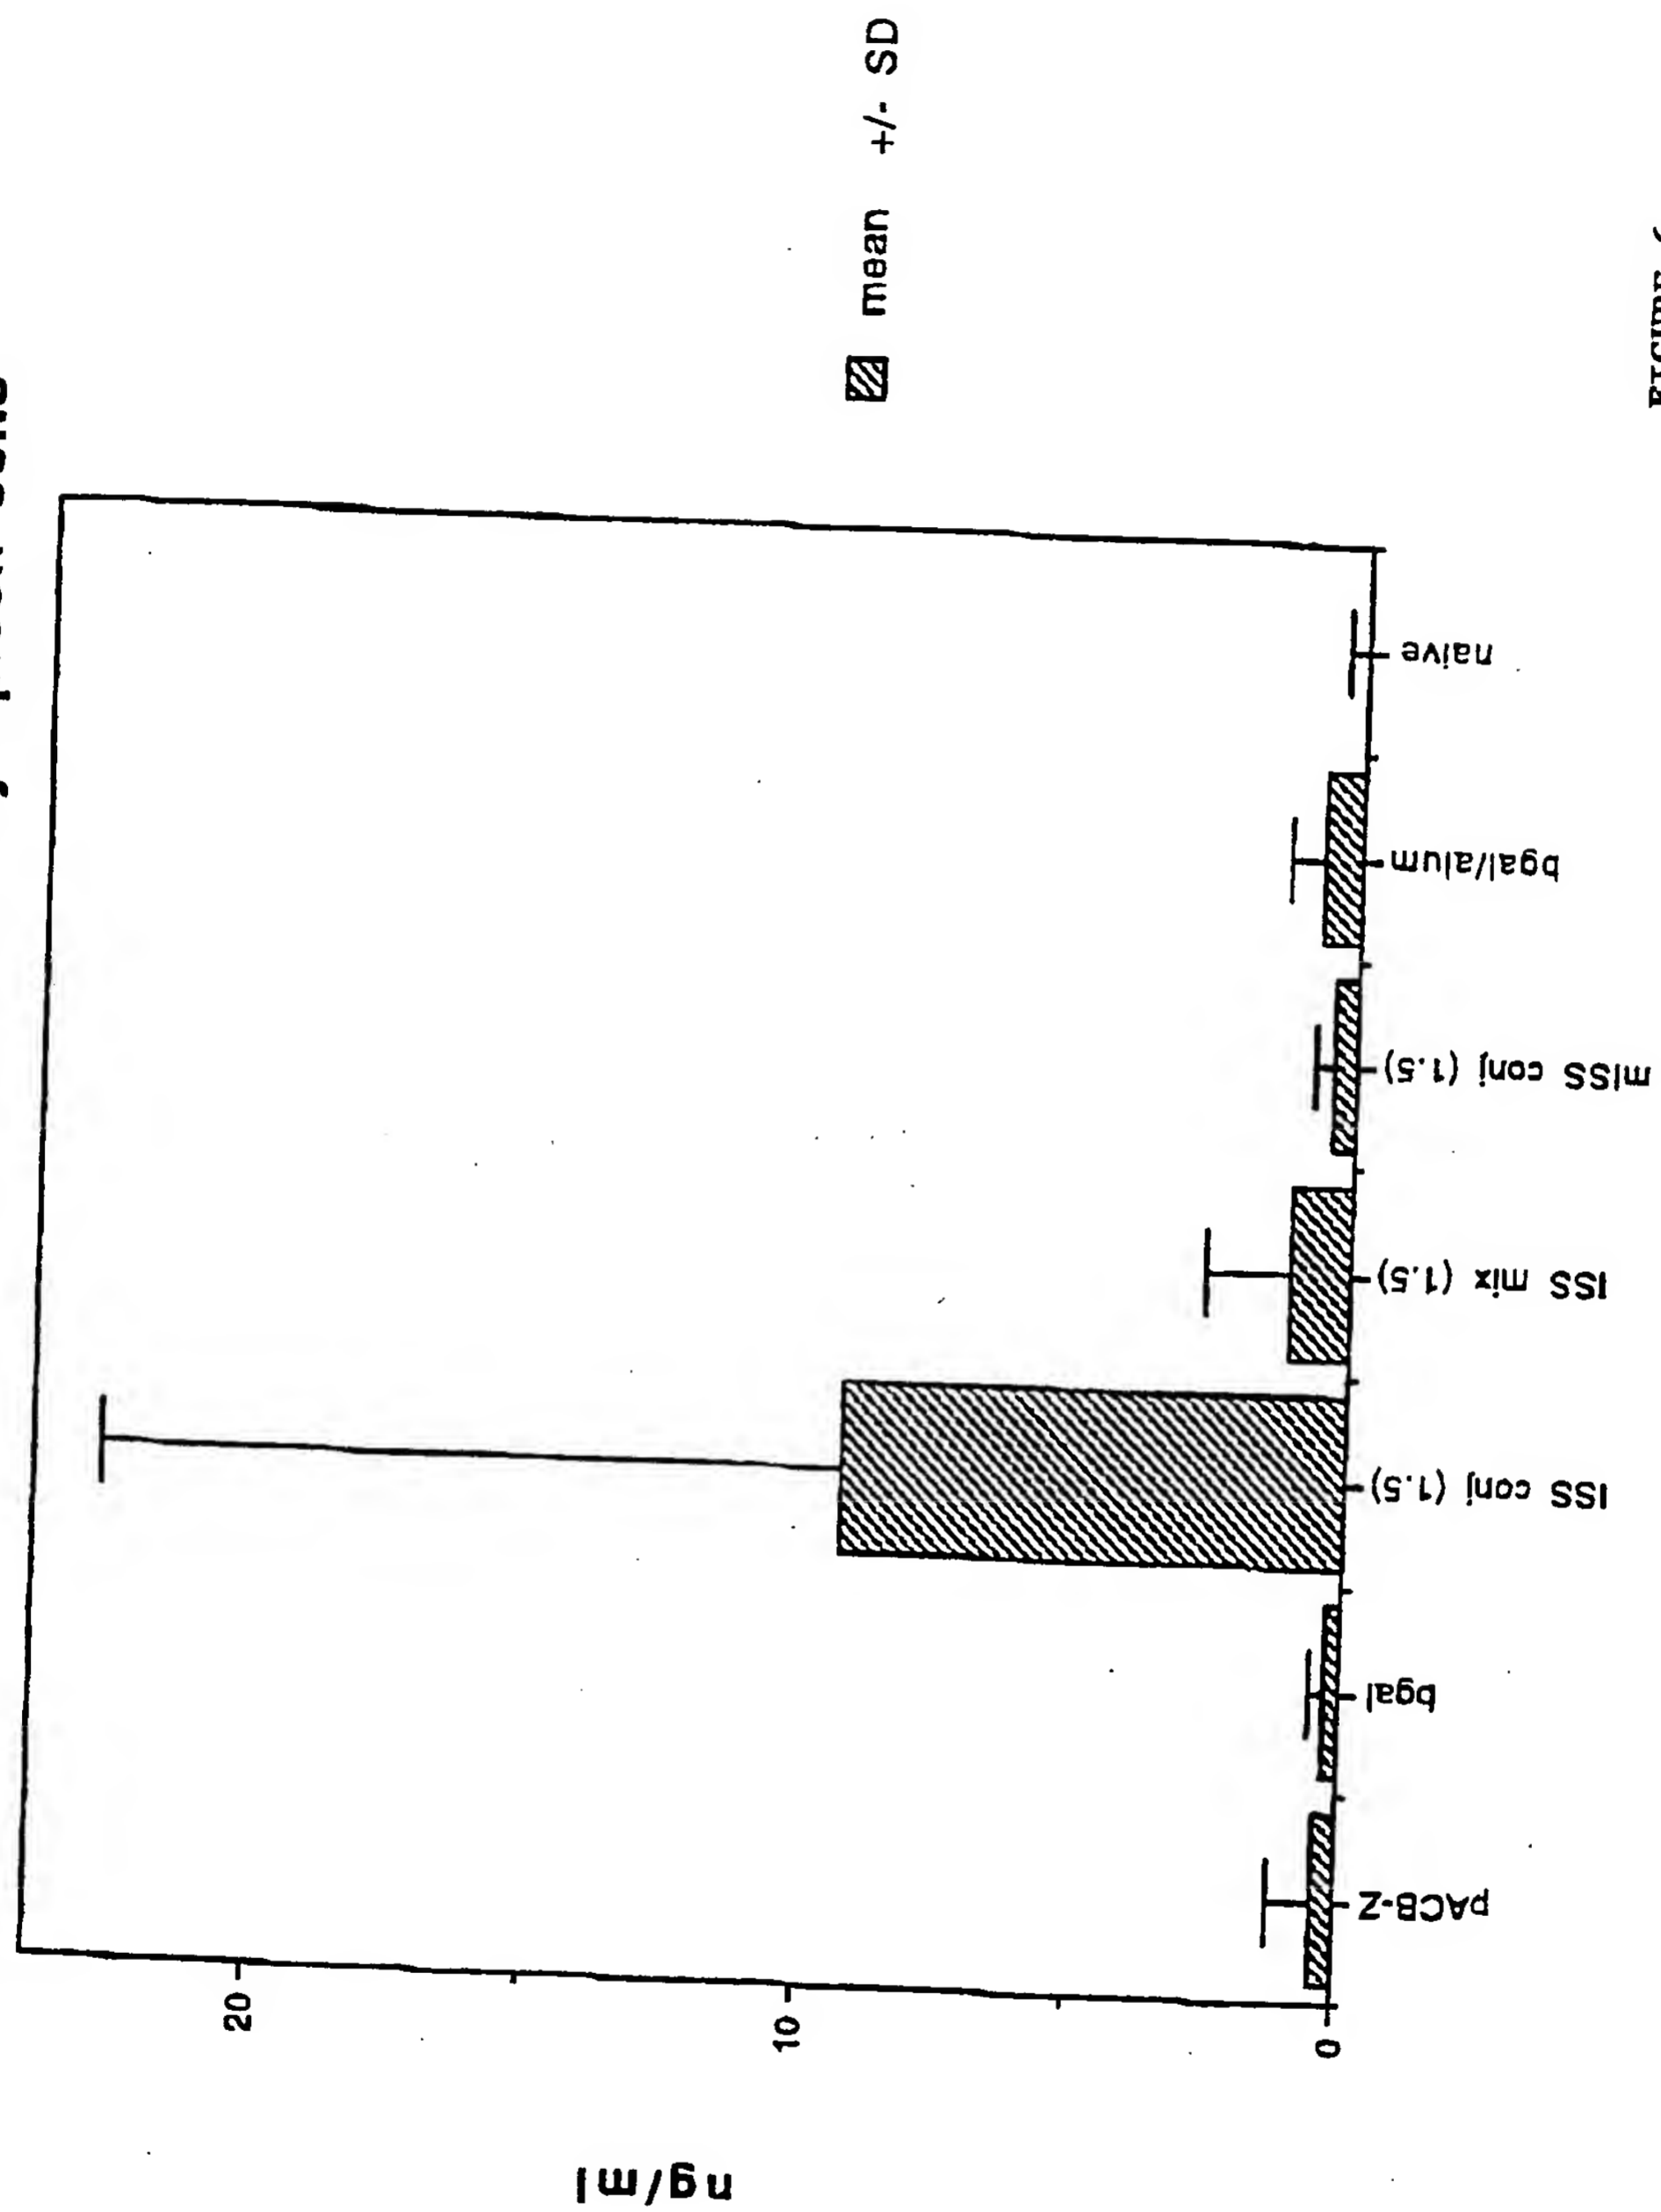 ng/ml
20
10
0
pACB-Z
bgal
ISS conj (1.5)
ISS mix (1.5)
mISS conj (1.5)
bgal/alum
naive
mean +/- SD